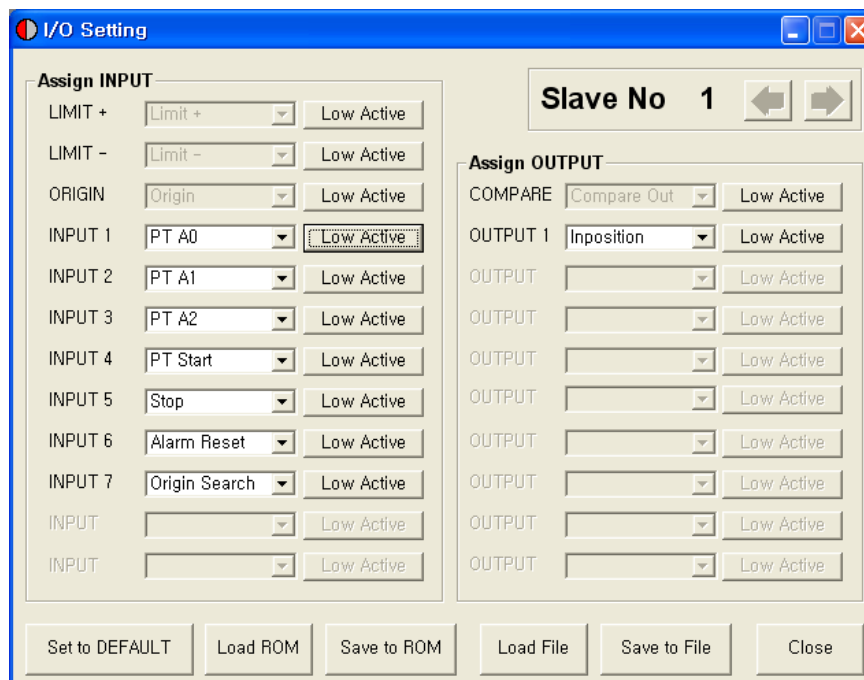 I/O Setting
Assign INPUT
LIMIT + Limit + Low Active
LIMIT - Limit - Low Active
ORIGIN Origin Low Active
INPUT 1 PT A0 Low Active
INPUT 2 PT A1 Low Active
INPUT 3 PT A2 Low Active
INPUT 4 PT Start Low Active
INPUT 5 Stop Low Active
INPUT 6 Alarm Reset Low Active
INPUT 7 Origin Search Low Active
INPUT Low Active
INPUT Low Active
Slave No 1
Assign OUTPUT
COMPARE Compare Out Low Active
OUTPUT 1 Inposition Low Active
OUTPUT Low Active
OUTPUT Low Active
OUTPUT Low Active
OUTPUT Low Active
OUTPUT Low Active
OUTPUT Low Active
OUTPUT Low Active
OUTPUT Low Active
Set to DEFAULT Load ROM Save to ROM Load File Save to File Close